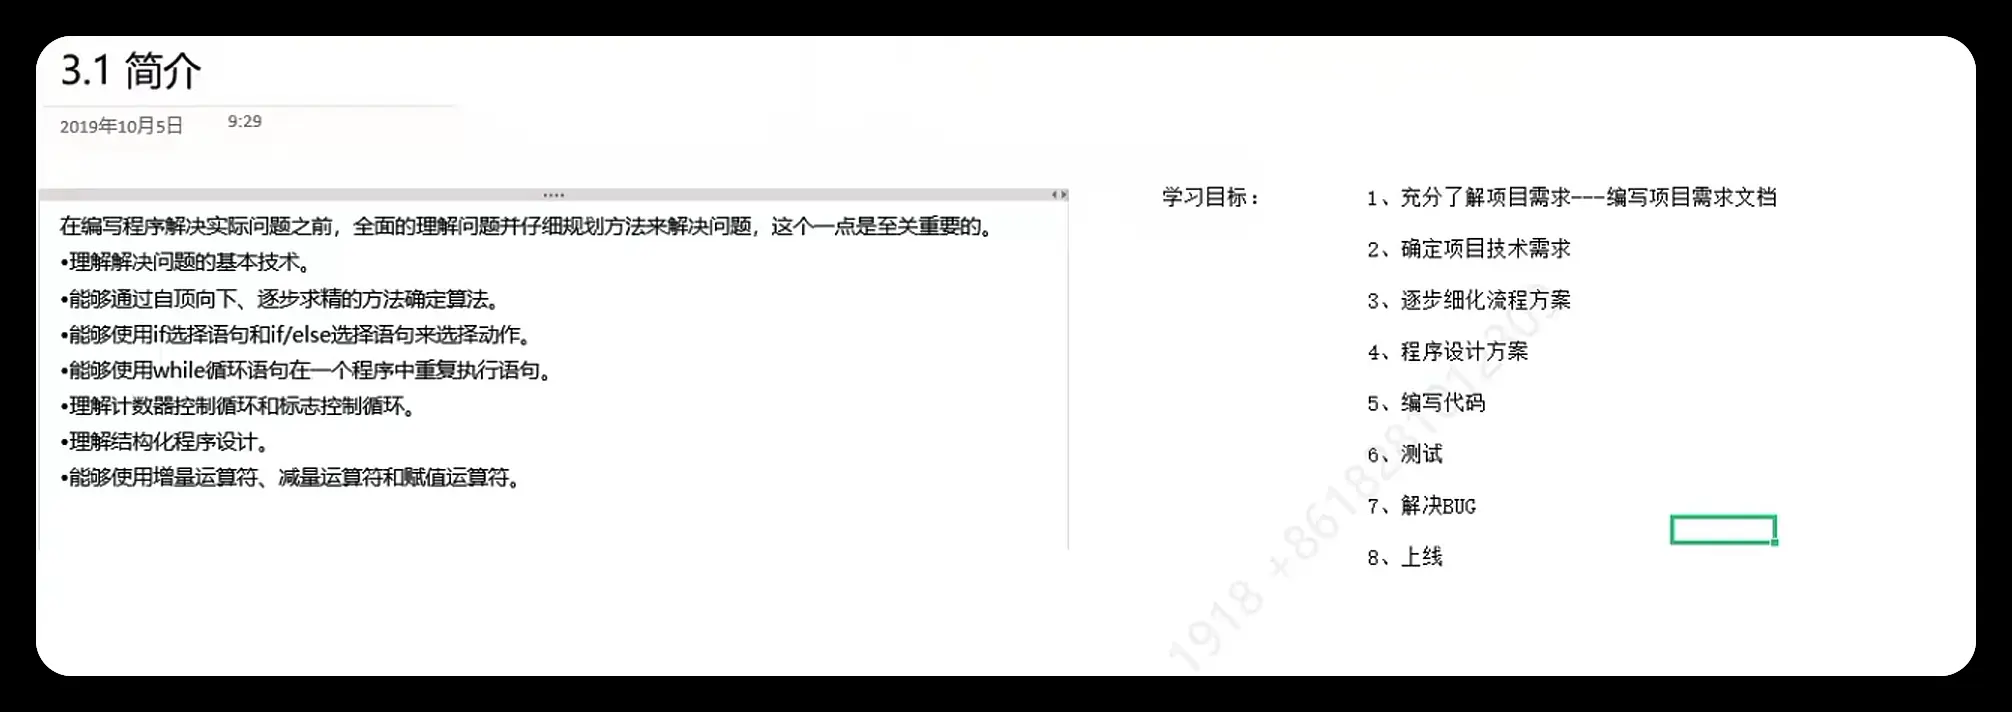 3.1 简介
2019年10月5日 9:29
在编写程序解决实际问题之前，全面的理解问题并仔细规划方法来解决问题，这个一点是至关重要的。
•理解解决问题的基本技术。
•能够通过自顶向下、逐步求精的方法确定算法。
•能够使用if选择语句和if/else选择语句来选择动作。
•能够使用while循环语句在一个程序中重复执行语句。
•理解计数器控制循环和标志控制循环。
•理解结构化程序设计。
•能够使用增量运算符、减量运算符和赋值运算符。
学习目标： 1、充分了解项目需求---编写项目需求文档
2、确定项目技术需求
3、逐步细化流程方案
4、程序设计方案
5、编写代码
6、测试
7、解决BUG
8、上线